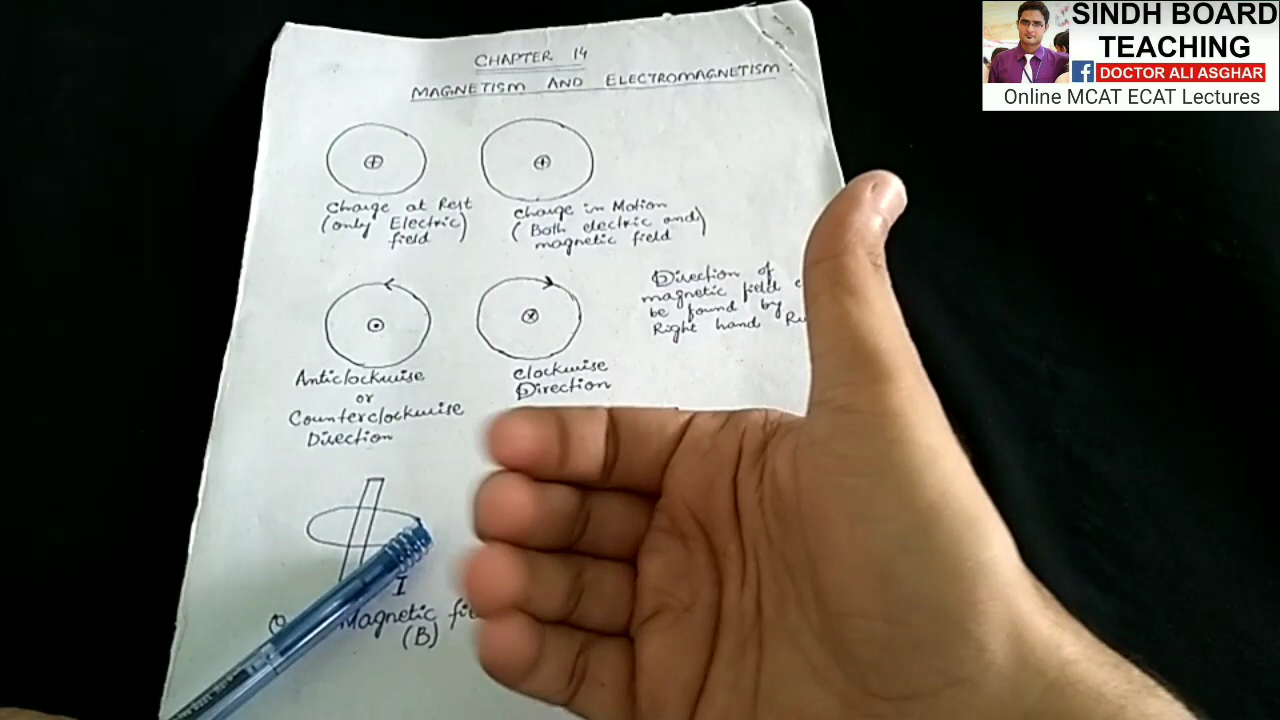 SINDH BOARD
TEACHING
DOCTOR ALI ASGHAR
Online MCAT ECAT Lectures
CHAPTER 14
MAGNETISM AND ELECTROMAGNETISM:
Charge at Rest
(only Electric)
field
Charge in Motion
(Both electric and)
magnetic field
Anticlockwise
or
Counterclockwise
Direction
Clockwise
Direction
Direction of
magnetic field
be found by
Right hand
I
Magnetic
(B)